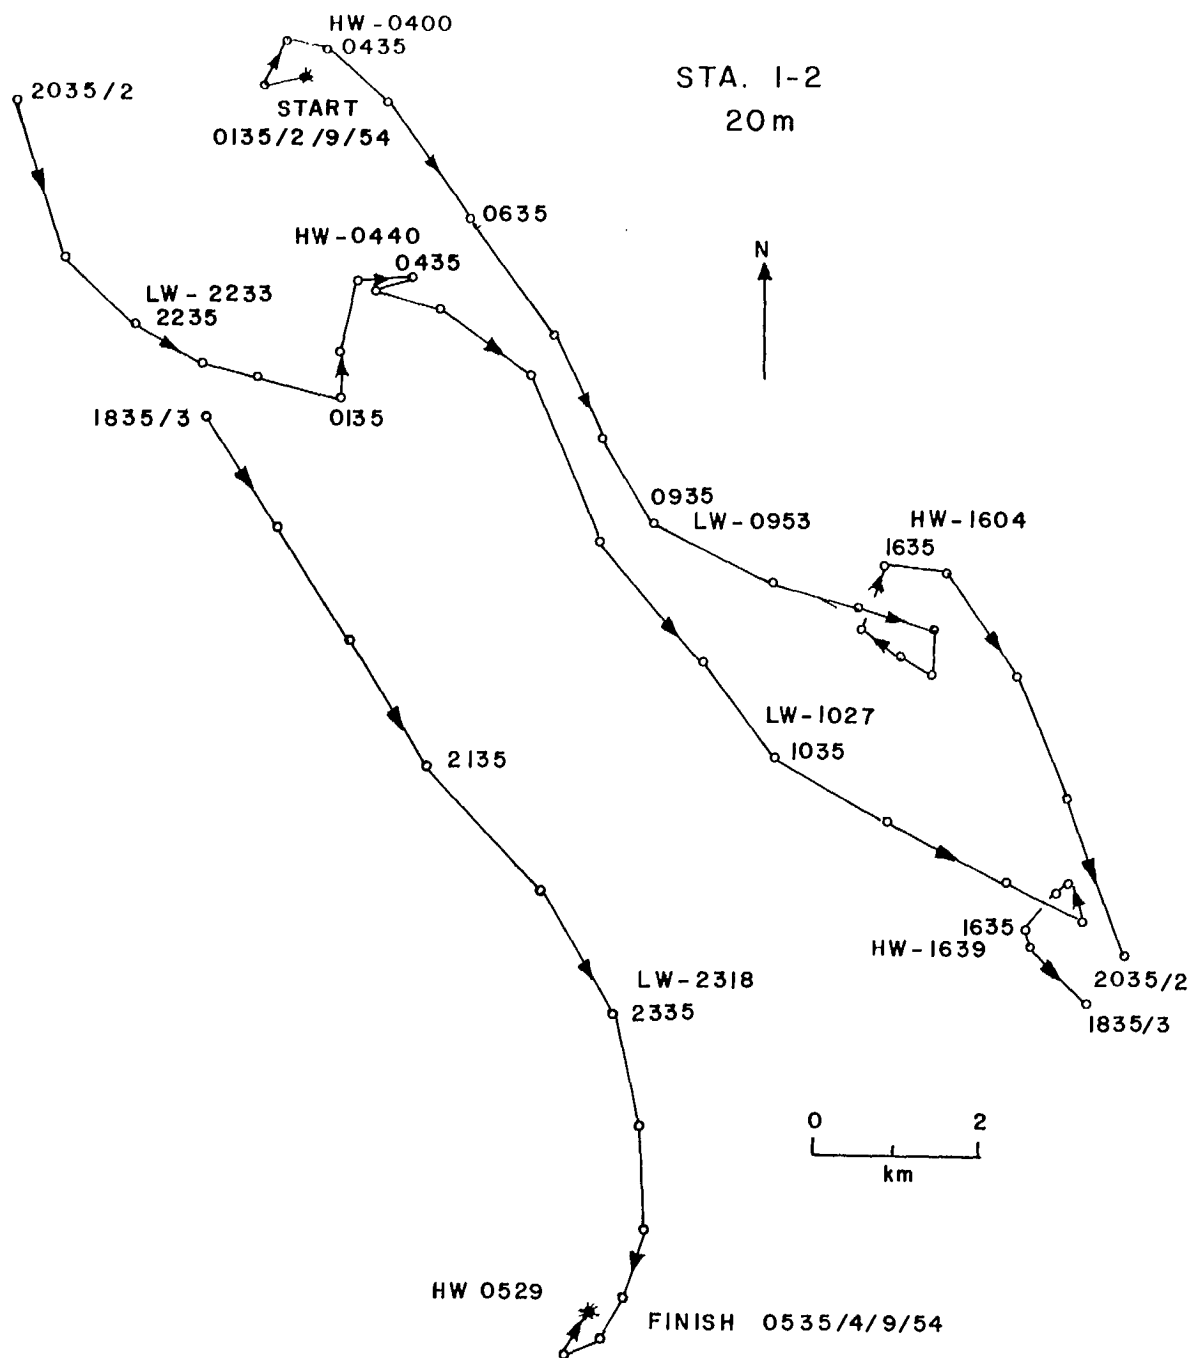 HW-0400
0435
STA. 1-2
20m
2035/2
START
0135/2/9/54
0635
HW-0440
0435
N
LW-2233
2235
1835/3
0135
0935
LW-0953
HW-1604
1635
LW-1027
1035
2135
1635
HW-1639
2035/2
1835/3
LW-2318
2335
0 2
km
HW 0529
FINISH 0535/4/9/54